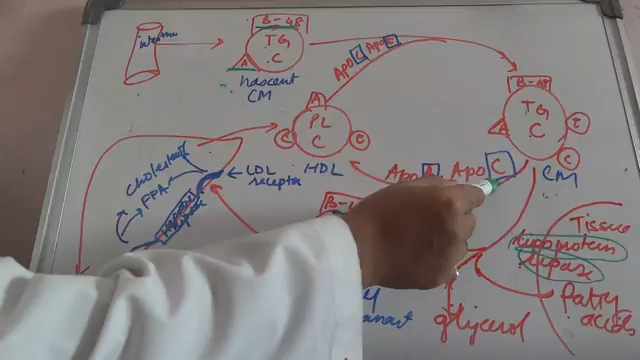 B-48
TG
C
A
nascent
CM
Apo C Apo E
B-48
TG
C
A
E
C
CM
A
PL
C
E
C
HDL
cholesterol
FFA
LDL
receptor
Apo A Apo C
Tissue
lipoprotein
lipase
fatty
acids
glycerol